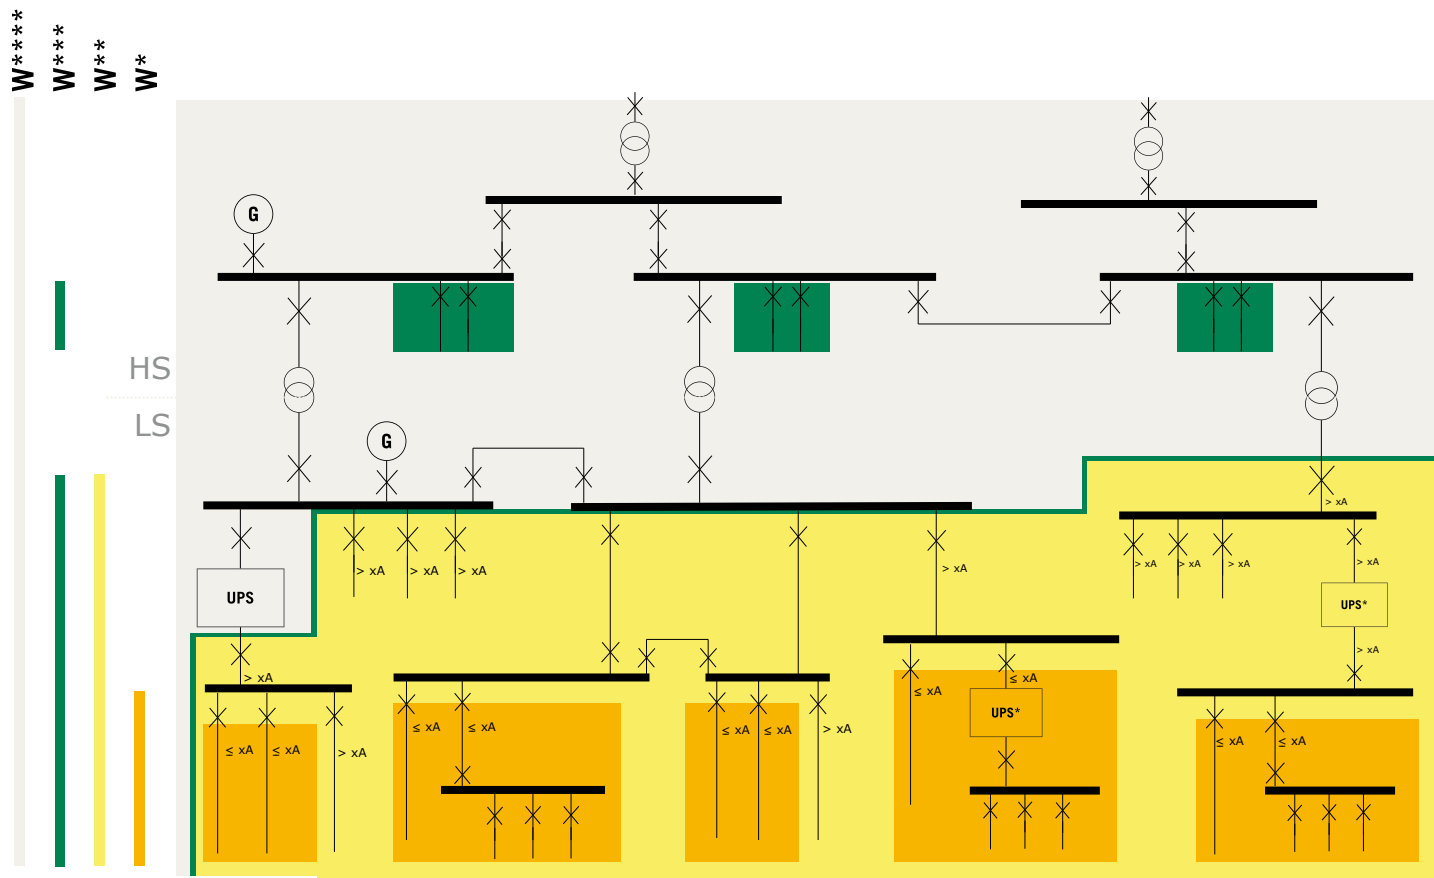 W****
W***
W**
W*
G
HS
LS
G
> xA
> xA
> xA
> xA
> xA
> xA
> xA
> xA
> xA
UPS
UPS*
> xA
> xA
≤ xA
≤ xA
≤ xA
≤ xA
> xA
≤ xA
≤ xA
≤ xA
≤ xA
> xA
UPS*
≤ xA
≤ xA